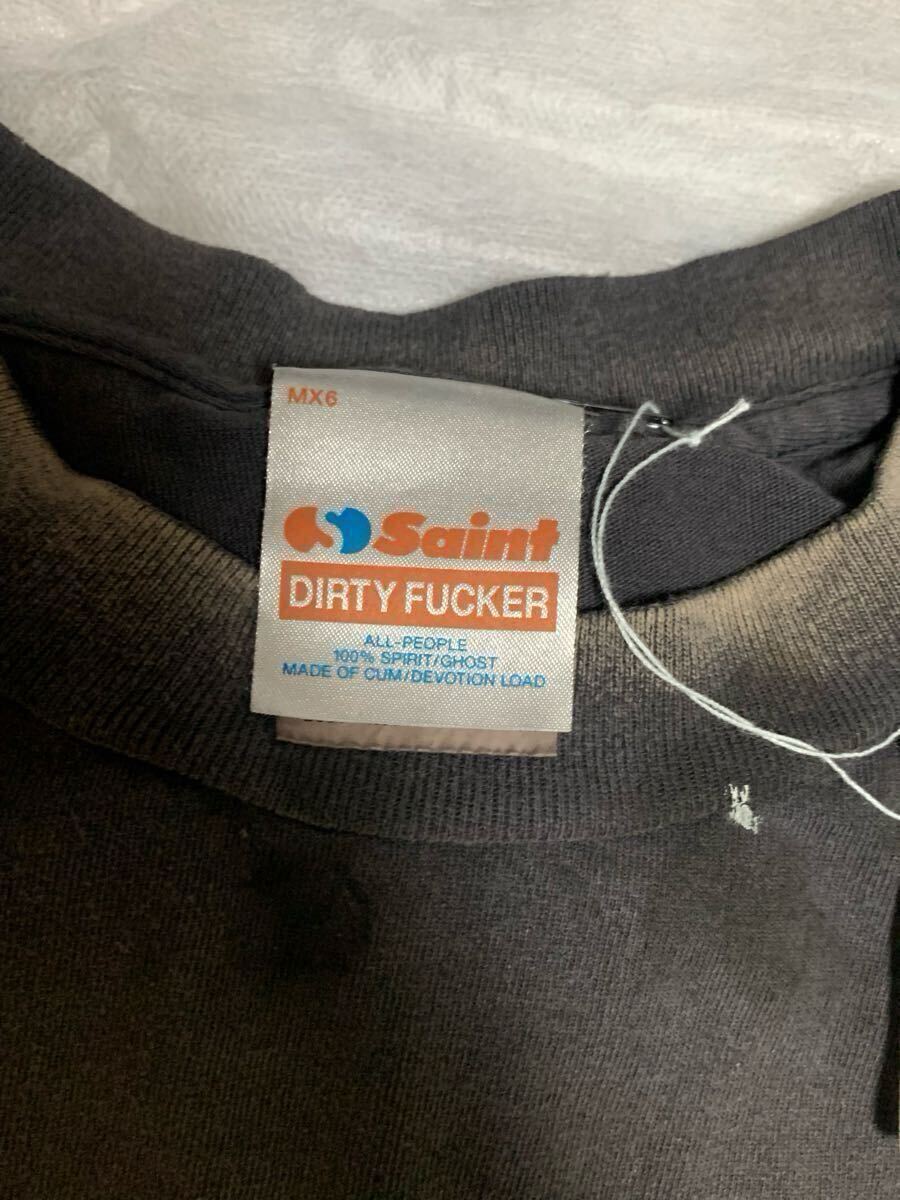 MX6
Saint
DIRTY FUCKER
ALL-PEOPLE
100% SPIRIT/GHOST
MADE OF CUM/DEVOTION LOAD